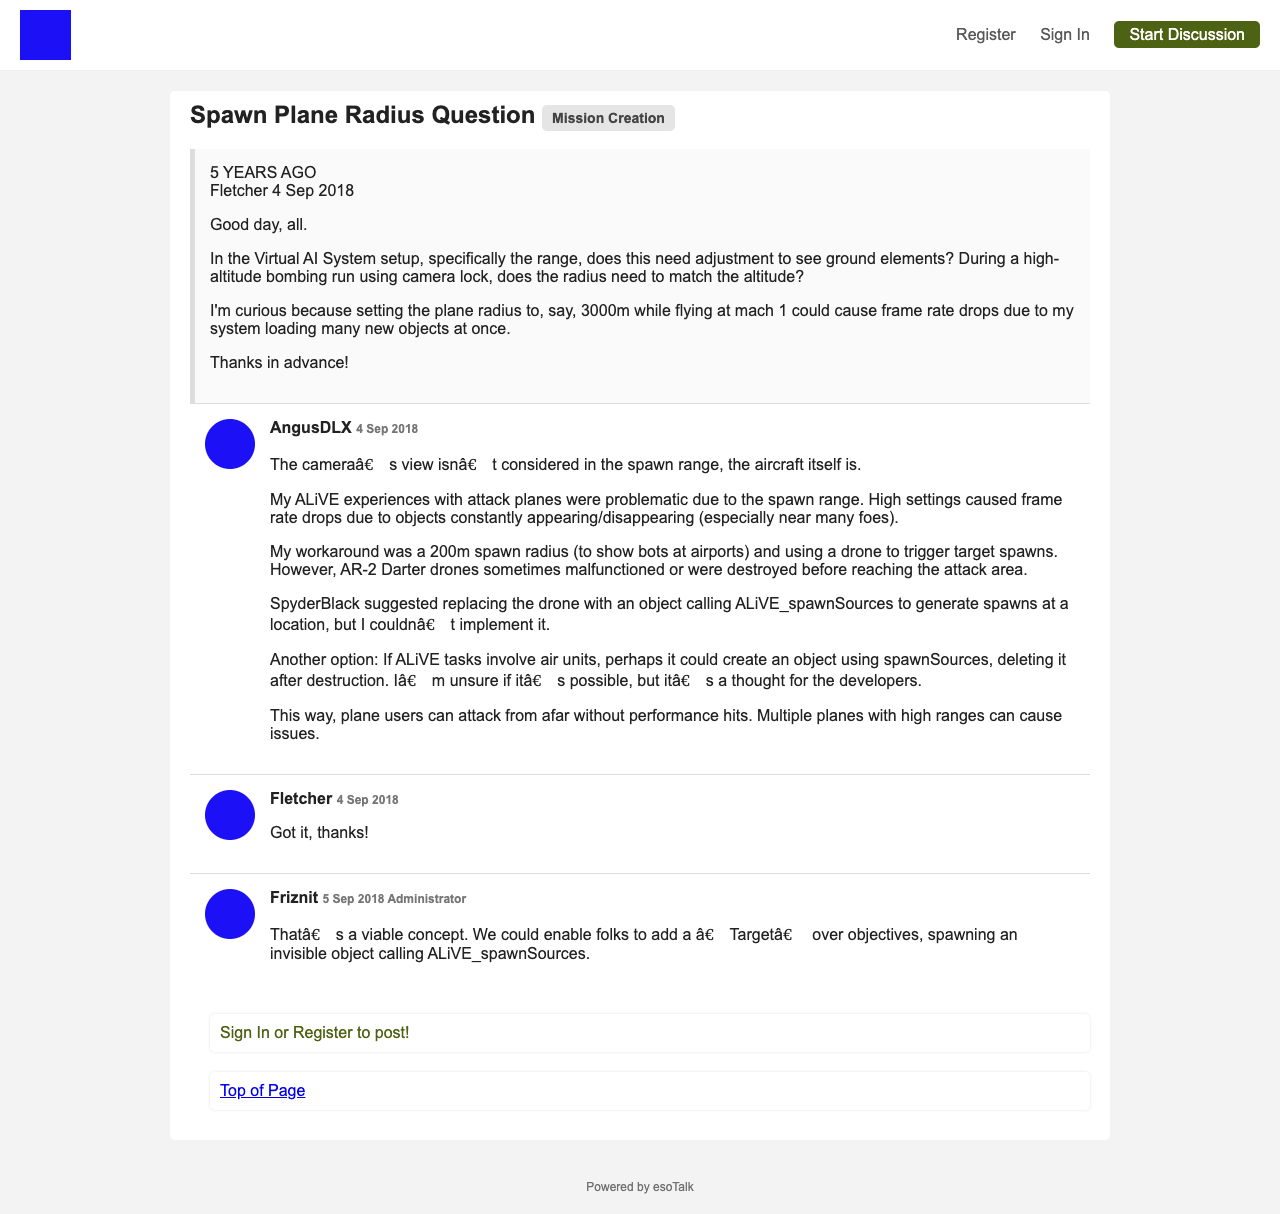 Register
Sign In
Start Discussion
Spawn Plane Radius Question
Mission Creation
5 YEARS AGO
Fletcher 4 Sep 2018
Good day, all.
In the Virtual AI System setup, specifically the range, does this need adjustment to see ground elements? During a high-
altitude bombing run using camera lock, does the radius need to match the altitude?
I'm curious because setting the plane radius to, say, 3000m while flying at mach 1 could cause frame rate drops due to my
system loading many new objects at once.
Thanks in advance!
AngusDLX 4 Sep 2018
The cameraâ€ s view isnâ€ t considered in the spawn range, the aircraft itself is.
My ALiVE experiences with attack planes were problematic due to the spawn range. High settings caused frame
rate drops due to objects constantly appearing/disappearing (especially near many foes).
My workaround was a 200m spawn radius (to show bots at airports) and using a drone to trigger target spawns.
However, AR-2 Darter drones sometimes malfunctioned or were destroyed before reaching the attack area.
SpyderBlack suggested replacing the drone with an object calling ALiVE_spawnSources to generate spawns at a
location, but I couldnâ€ t implement it.
Another option: If ALiVE tasks involve air units, perhaps it could create an object using spawnSources, deleting it
after destruction. Iâ€ m unsure if itâ€ s possible, but itâ€ s a thought for the developers.
This way, plane users can attack from afar without performance hits. Multiple planes with high ranges can cause
issues.
Fletcher 4 Sep 2018
Got it, thanks!
Friznit 5 Sep 2018 Administrator
Thatâ€ s a viable concept. We could enable folks to add a â€ Targetâ€ over objectives, spawning an
invisible object calling ALiVE_spawnSources.
Sign In or Register to post!
Top of Page
Powered by esoTalk